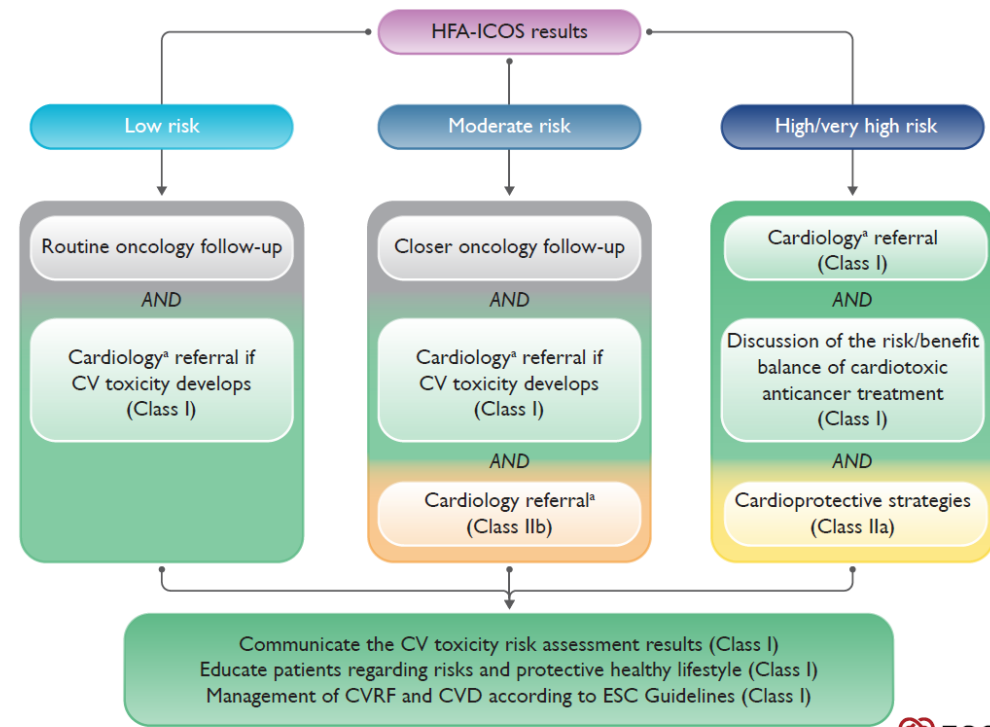 HFA-ICOS results
Low risk
Moderate risk
High/very high risk
Routine oncology follow-up
AND
Cardiologyᵃ referral if
CV toxicity develops
(Class I)
Closer oncology follow-up
AND
Cardiologyᵃ referral if
CV toxicity develops
(Class I)
AND
Cardiology referralᵃ
(Class IIb)
Cardiologyᵃ referral
(Class I)
AND
Discussion of the risk/benefit
balance of cardiotoxic
anticancer treatment
(Class I)
AND
Cardioprotective strategies
(Class IIa)
Communicate the CV toxicity risk assessment results (Class I)
Educate patients regarding risks and protective healthy lifestyle (Class I)
Management of CVRF and CVD according to ESC Guidelines (Class I)